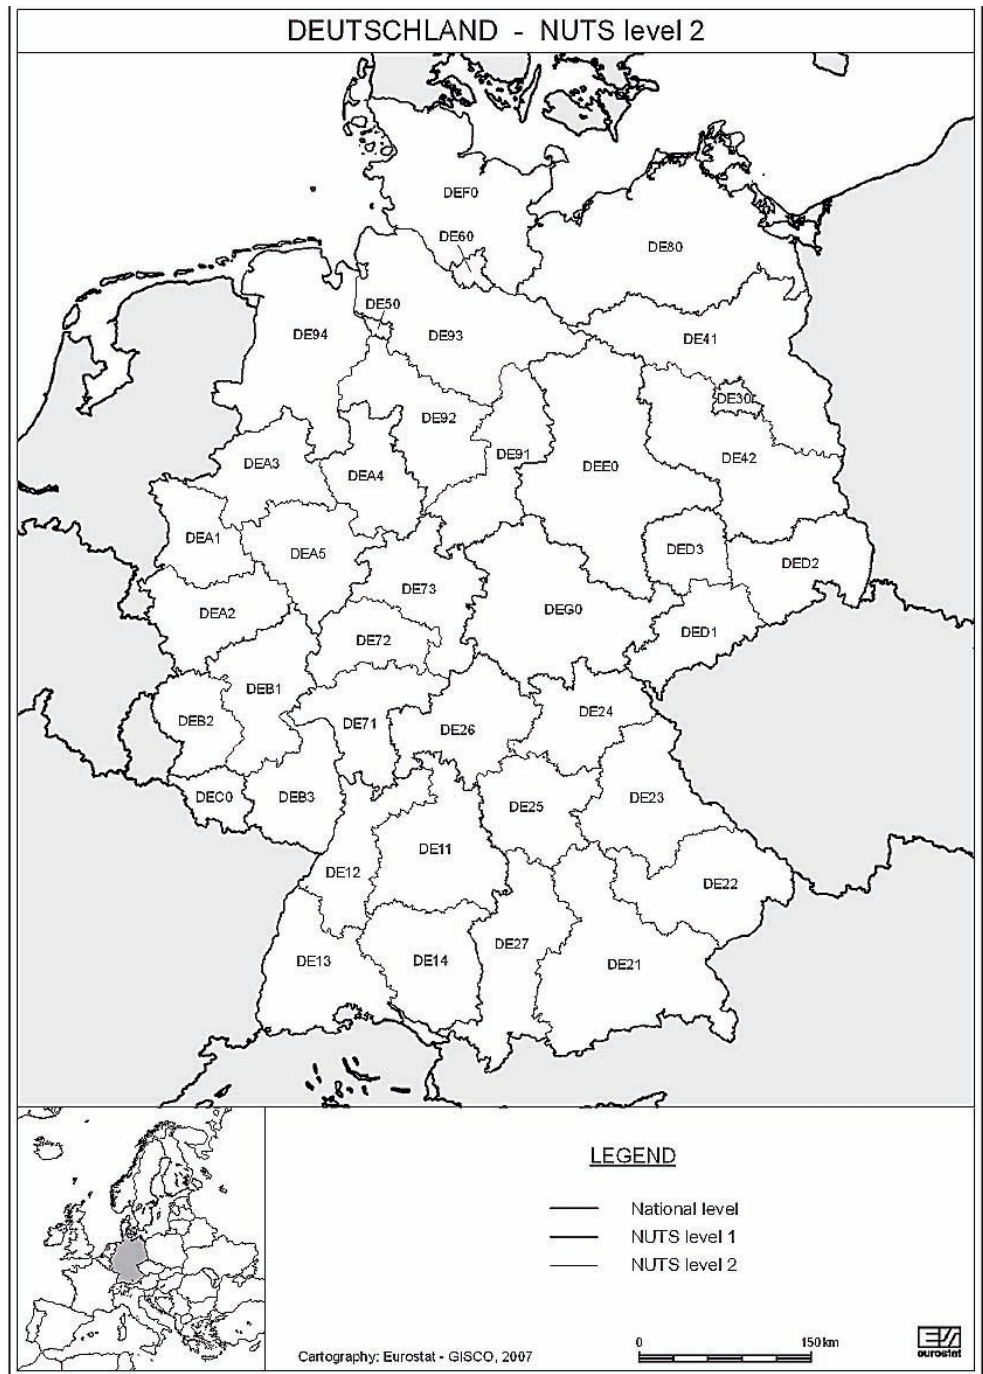 DEUTSCHLAND - NUTS level 2
DEF0
DE60
DE80
DE50
DE94
DE93
DE41
DE30
DE92
DE91
DE42
DEA3
DEA4
DEE0
DEA1
DEA5
DED3
DED2
DE73
DEA2
DEG0
DED1
DE72
DEB1
DEB2
DE71
DE26
DE24
DEC0
DEB3
DE25
DE23
DE11
DE12
DE22
DE13
DE14
DE27
DE21
LEGEND
National level
NUTS level 1
NUTS level 2
0 150 km
Cartography: Eurostat - GISCO, 2007
eurostat